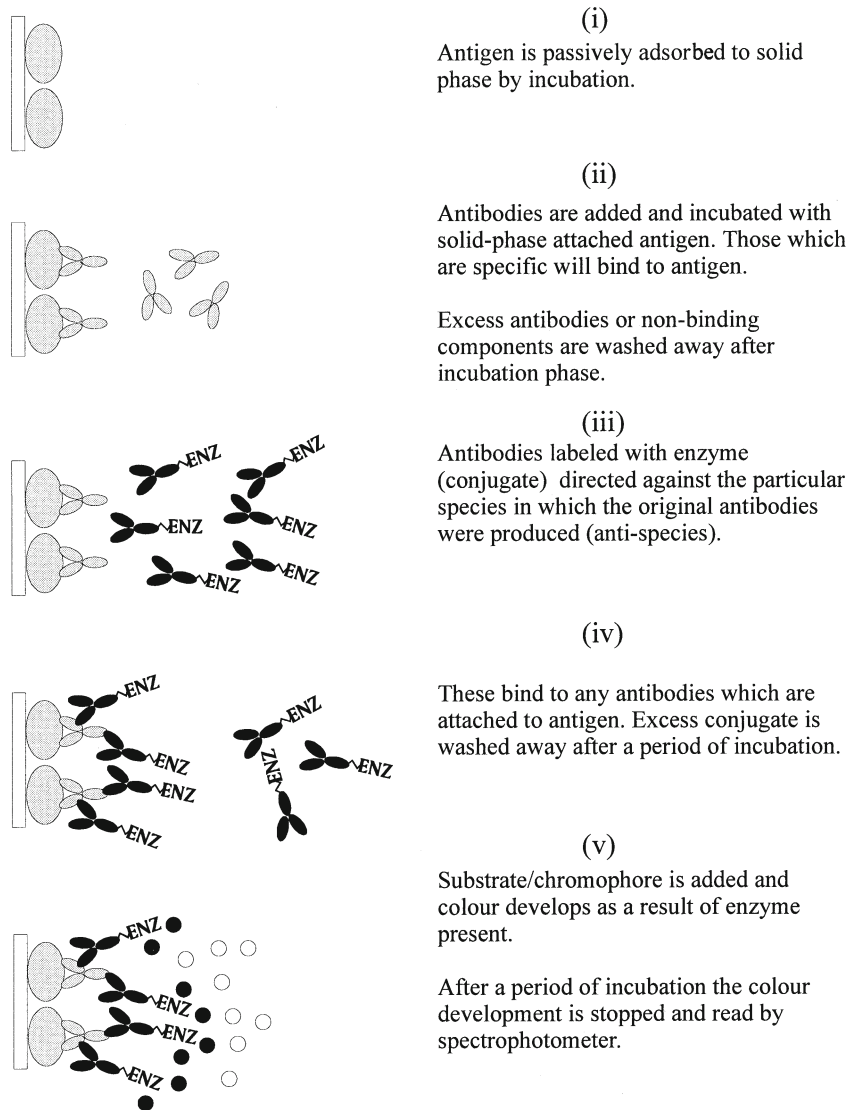 (i)
Antigen is passively adsorbed to solid
phase by incubation.
(ii)
Antibodies are added and incubated with
solid-phase attached antigen. Those which
are specific will bind to antigen.
Excess antibodies or non-binding
components are washed away after
incubation phase.
(iii)
ENZ
ENZ
ENZ
ENZ
ENZ
ENZ
Antibodies labeled with enzyme
(conjugate) directed against the particular
species in which the original antibodies
were produced (anti-species).
(iv)
ENZ
ENZ
ENZ
ENZ
ENZ
ENZ
ENZ
These bind to any antibodies which are
attached to antigen. Excess conjugate is
washed away after a period of incubation.
(v)
Substrate/chromophore is added and
colour develops as a result of enzyme
present.
ENZ
ENZ
ENZ
ENZ
After a period of incubation the colour
development is stopped and read by
spectrophotometer.